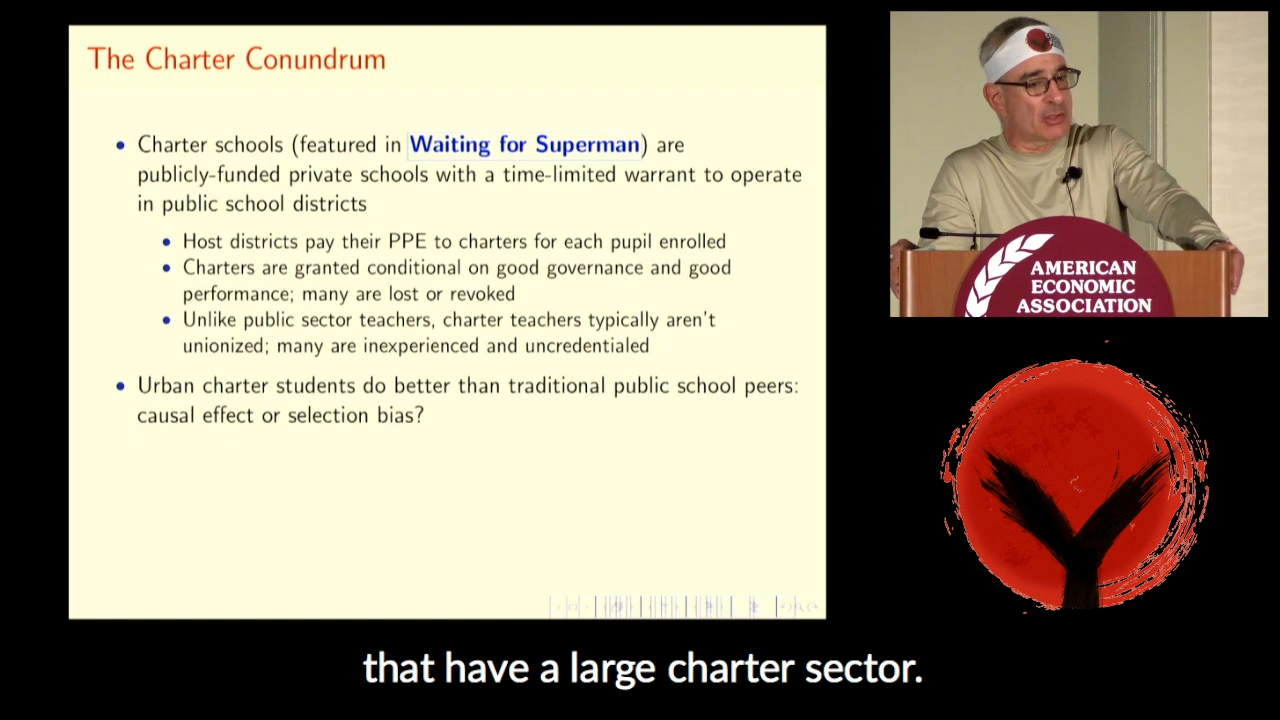 The Charter Conundrum
Charter schools (featured in Waiting for Superman) are
publicly-funded private schools with a time-limited warrant to operate
in public school districts
Host districts pay their PPE to charters for each pupil enrolled
Charters are granted conditional on good governance and good
performance; many are lost or revoked
Unlike public sector teachers, charter teachers typically aren't
unionized; many are inexperienced and uncredentialed
Urban charter students do better than traditional public school peers:
causal effect or selection bias?
AMERICAN
ECONOMIC
ASSOCIATION
that have a large charter sector.